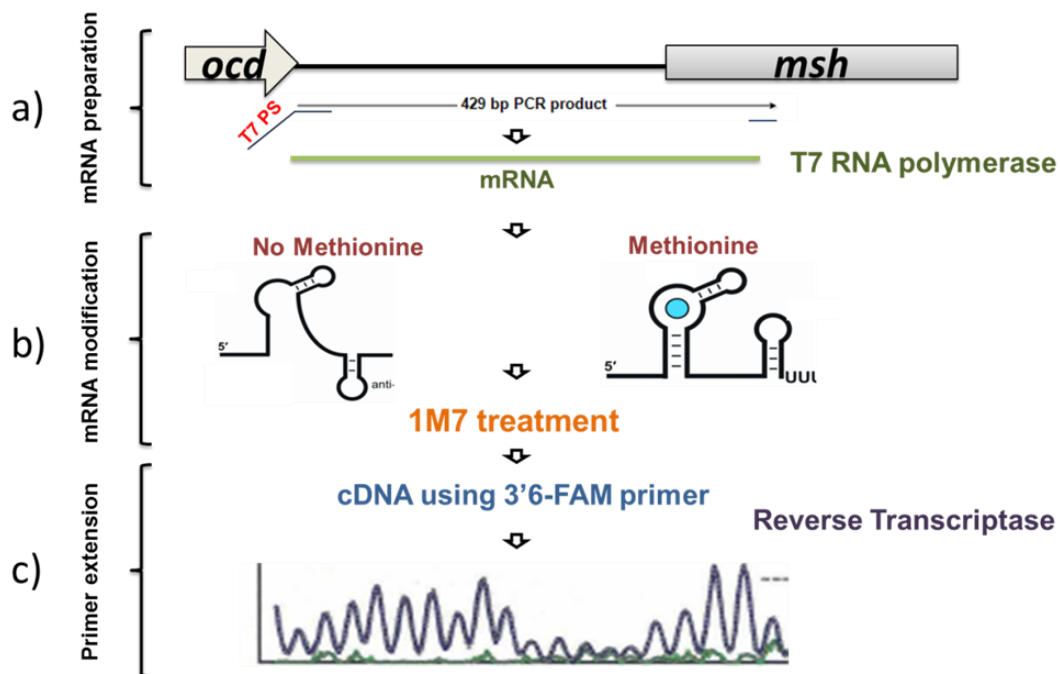 ocd
msh
a)
mRNA preparation
T7 PS
429 bp PCR product
mRNA
T7 RNA polymerase
b)
mRNA modification
No Methionine
Methionine
5'
anti-
5'
UUU
1M7 treatment
c)
Primer extension
cDNA using 3'6-FAM primer
Reverse Transcriptase